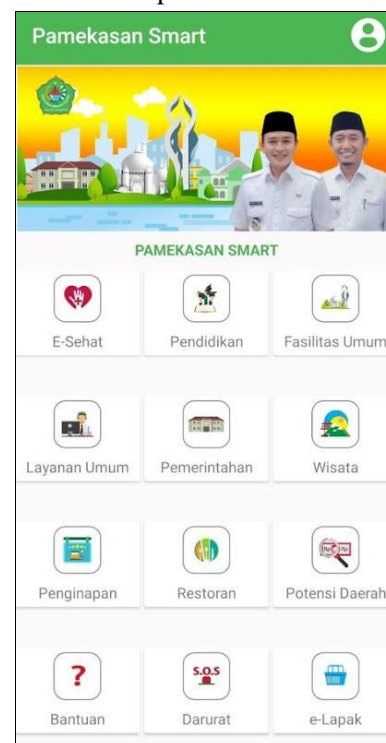 Pamekasan Smart
PAMEKASAN SMART
E-Sehat
Pendidikan
Fasilitas Umum
Layanan Umum
Pemerintahan
Wisata
Penginapan
Restoran
Potensi Daerah
?
Bantuan
S.O.S
Darurat
e-Lapak